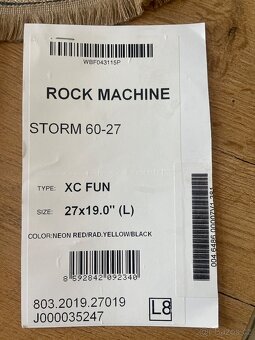 WBF043115P
ROCK MACHINE
STORM 60-27
TYPE: XC FUN
SIZE: 27x19.0" (L)
COLOR:NEON RED/RAD.YELLOW/BLACK
8 592842 092340
803.2019.27019
J000035247
L8